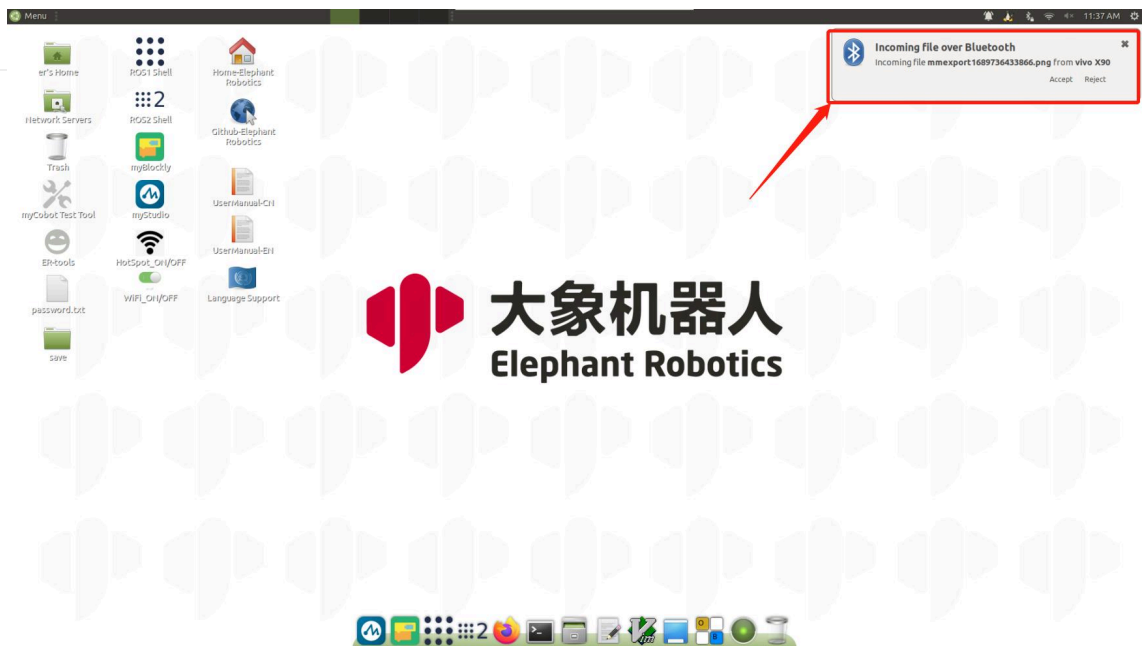 Menu
11:37 AM
Incoming file over Bluetooth
Incoming file mmexport1689736433866.png from vivo X90
Accept Reject
er's Home
ROS1 Shell
Home-Elephant
Robotics
Network Servers
ROS2 Shell
Github-Elephant
Robotics
Trash
myBlockly
UserManual-CN
myCobot Test Tool
myStudio
UserManual-EN
ER-tools
HotSpot_ON/OFF
Language Support
password.txt
WiFi_ON/OFF
save
大象机器人
Elephant Robotics